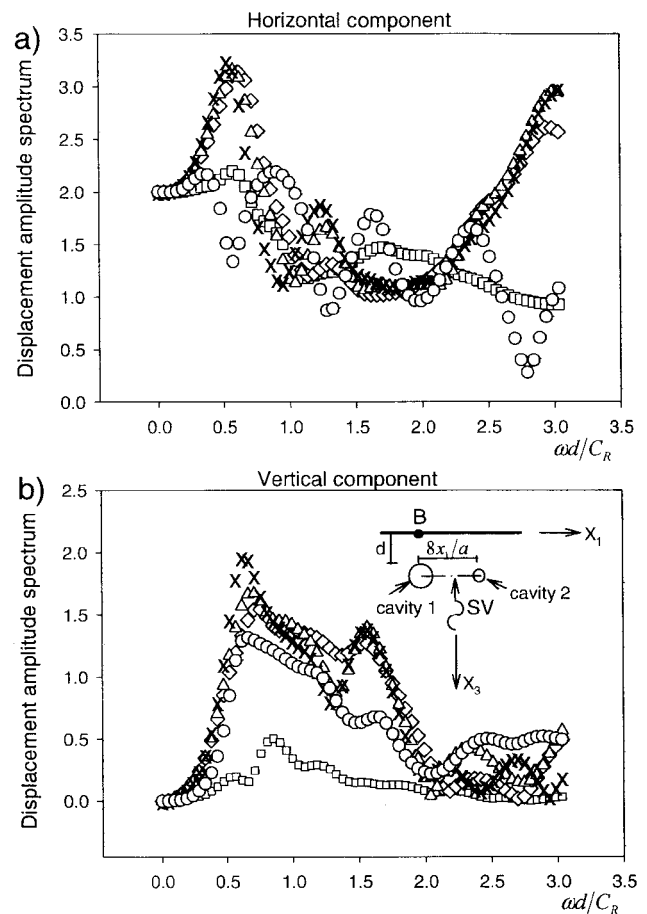 a)
Horizontal component
Displacement amplitude spectrum
3.5
3.0
2.5
2.0
1.5
1.0
0.5
0.0
0.0 0.5 1.0 1.5 2.0 2.5 3.0 3.5
ωd/C_R
b)
Vertical component
Displacement amplitude spectrum
2.5
2.0
1.5
1.0
0.5
0.0
B
X₁
d
8x₁/a
cavity 1
SV
cavity 2
X₃
0.0 0.5 1.0 1.5 2.0 2.5 3.0 3.5
ωd/C_R